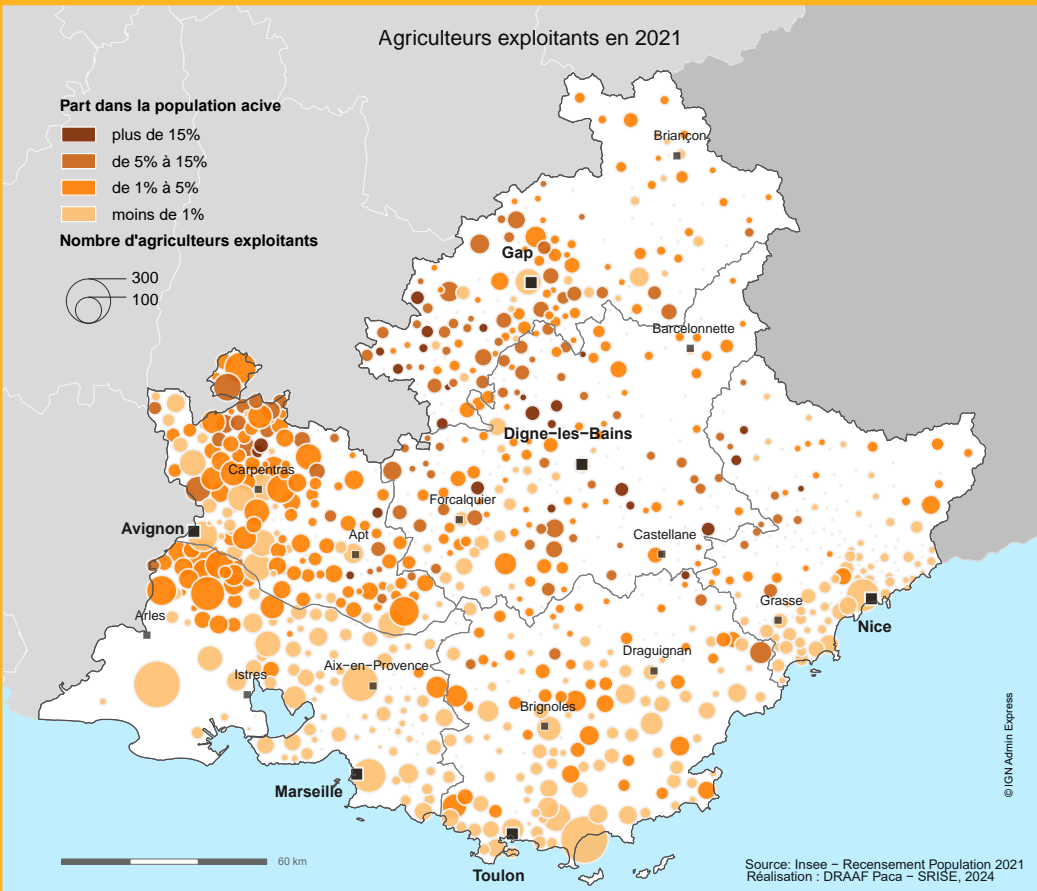 Agriculteurs exploitants en 2021
Part dans la population acive
plus de 15%
de 5% à 15%
de 1% à 5%
moins de 1%
Nombre d'agriculteurs exploitants
300
100
Briançon
Gap
Barcelonnette
Digne−les−Bains
Carpentras
Forcalquier
Avignon
Apt
Castellane
Arles
Grasse
Nice
Draguignan
Istres
Aix−en−Provence
Brignoles
Marseille
Toulon
60 km
© IGN Admin Express
Source: Insee − Recensement Population 2021
Réalisation : DRAAF Paca − SRISE, 2024